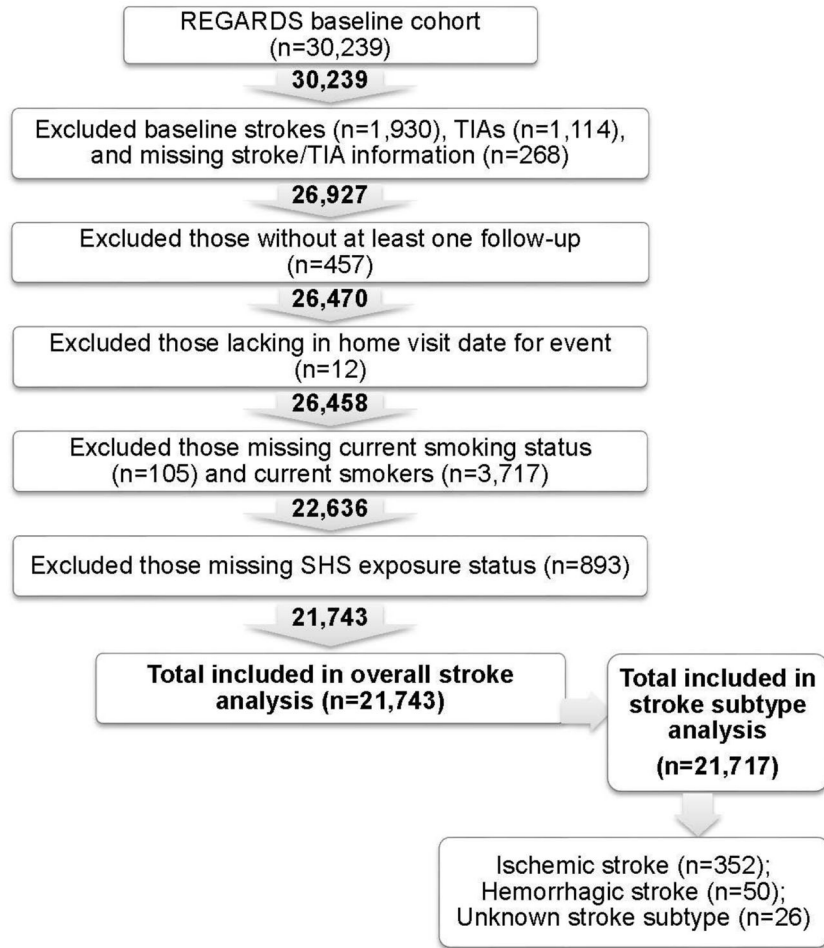 REGARDS baseline cohort
(n=30,239)
30,239
Excluded baseline strokes (n=1,930), TIAs (n=1,114),
and missing stroke/TIA information (n=268)
26,927
Excluded those without at least one follow-up
(n=457)
26,470
Excluded those lacking in home visit date for event
(n=12)
26,458
Excluded those missing current smoking status
(n=105) and current smokers (n=3,717)
22,636
Excluded those missing SHS exposure status (n=893)
21,743
Total included in overall stroke
analysis (n=21,743)
Total included in
stroke subtype
analysis
(n=21,717)
Ischemic stroke (n=352);
Hemorrhagic stroke (n=50);
Unknown stroke subtype (n=26)